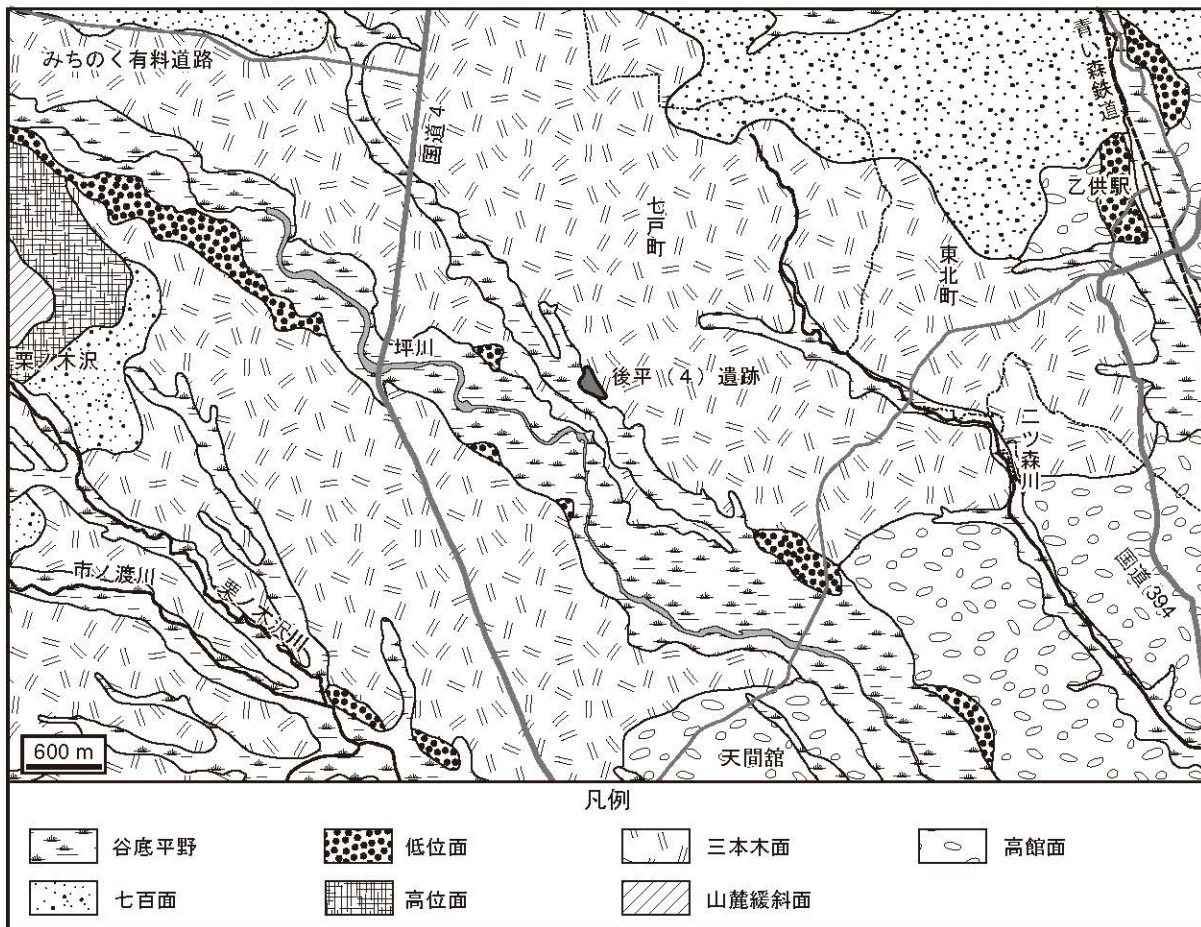 みちのく有料道路
国道4
青い森鉄道
乙供駅
七戸町
東北町
栗ノ木沢
坪川
後平(4)遺跡
二ツ森川
市ノ渡川
栗ノ木沢川
国道394
600 m
天間舘
凡例
谷底平野
低位面
三本木面
高館面
七百面
高位面
山麓緩斜面